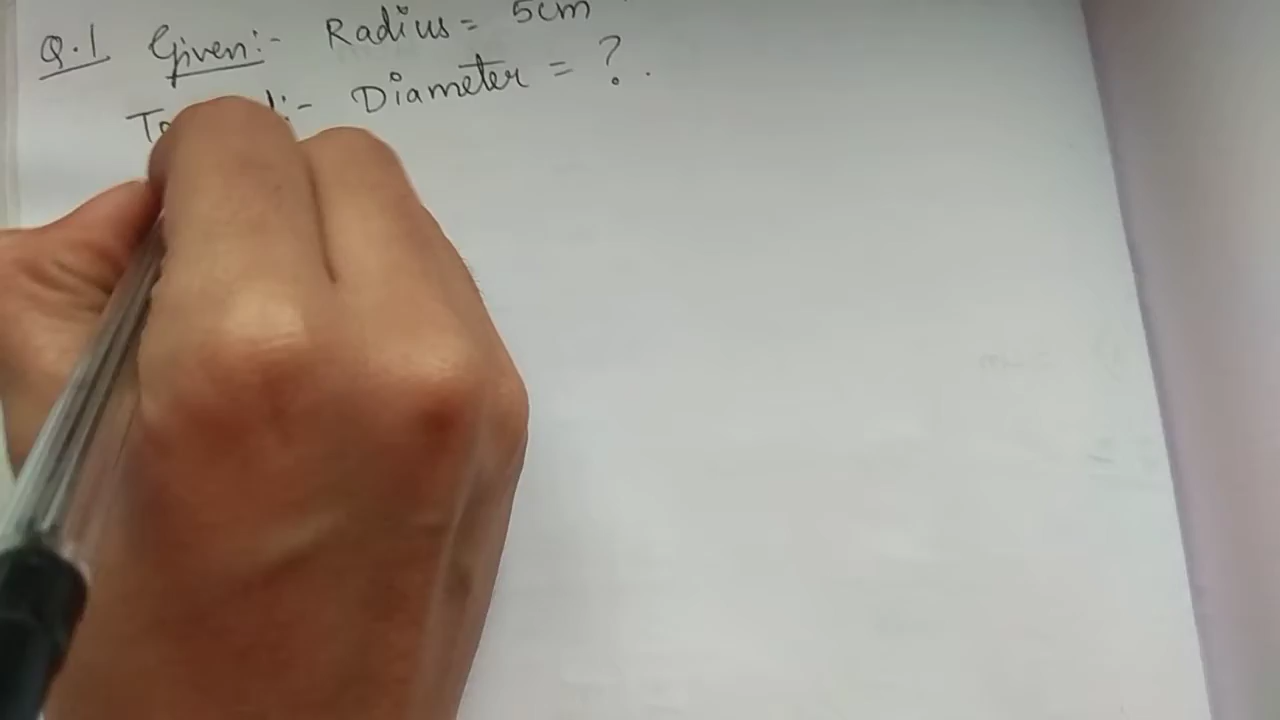 Q.1 Given:- Radius = 5cm
:- Diameter = ?.